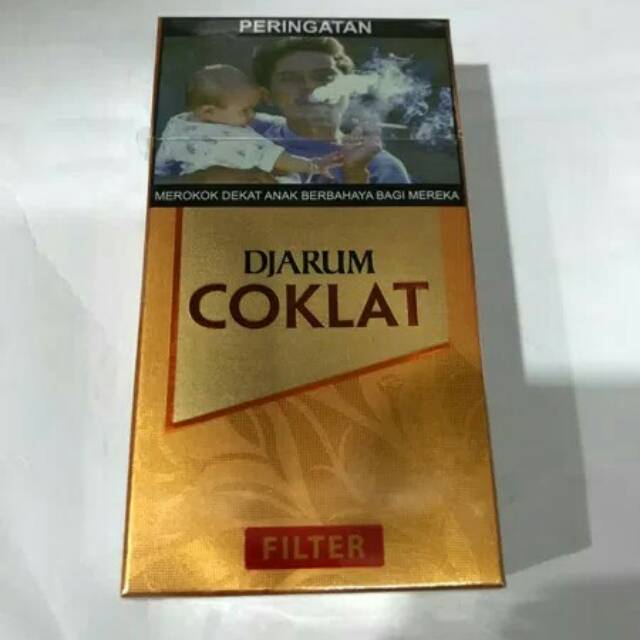 PERINGATAN
MEROKOK DEKAT ANAK BERBAHAYA BAGI MEREKA
DJARUM
COKLAT
FILTER